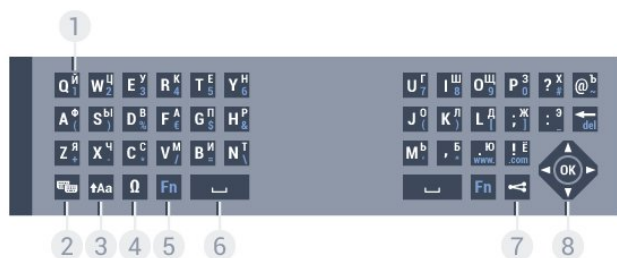 1
Q Й 1 W Ц 2 E У 3 R К 4 T Е 5 Y Н 6 U Г 7 I Ш 8 O Щ 9 P З 0 ? Х # @ Ъ ~
A Ф ( S Ы ) D В % F А € G П $ H Р & J О ( K Л ) L Д [ ; Ж ] : Э _ del
Z Я + X Ч - C С * V М / B И = N Т \ M Ь . , Б * . Ю www. ! Ё .com
Aa Ω Fn Fn OK
2 3 4 5 6 7 8